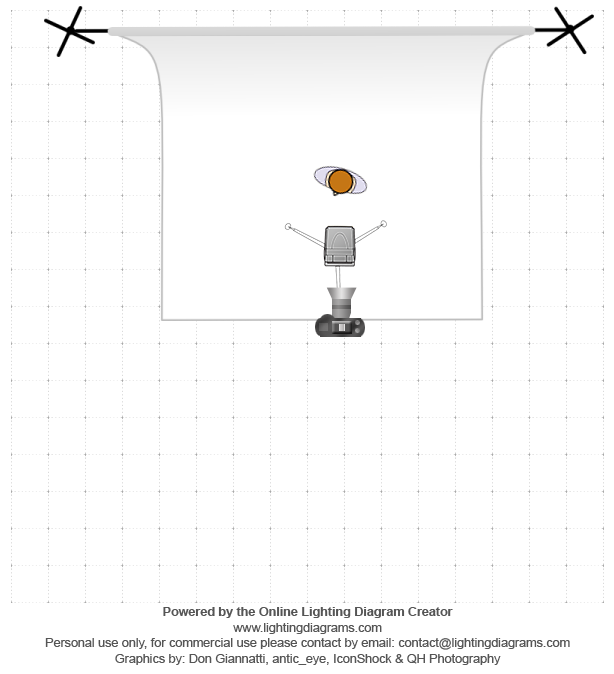 Powered by the Online Lighting Diagram Creator
www.lightingdiagrams.com
Personal use only, for commercial use please contact by email: contact@lightingdiagrams.com
Graphics by: Don Giannatti, antic_eye, IconShock & QH Photography